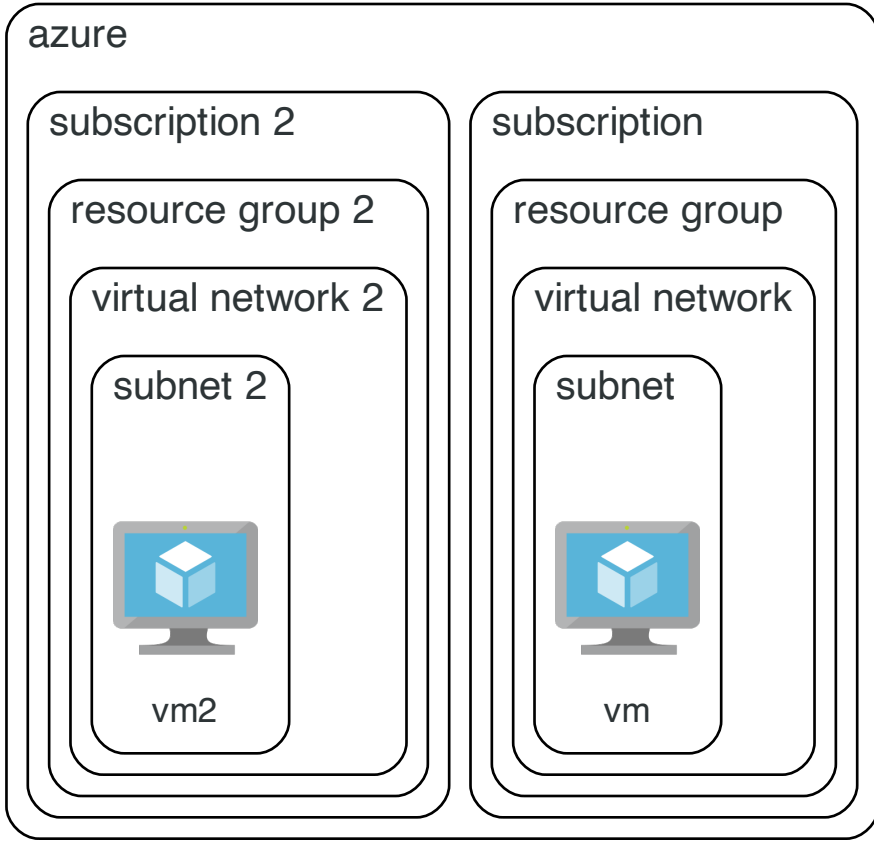 azure
subscription 2
resource group 2
virtual network 2
subnet 2
vm2
subscription
resource group
virtual network
subnet
vm